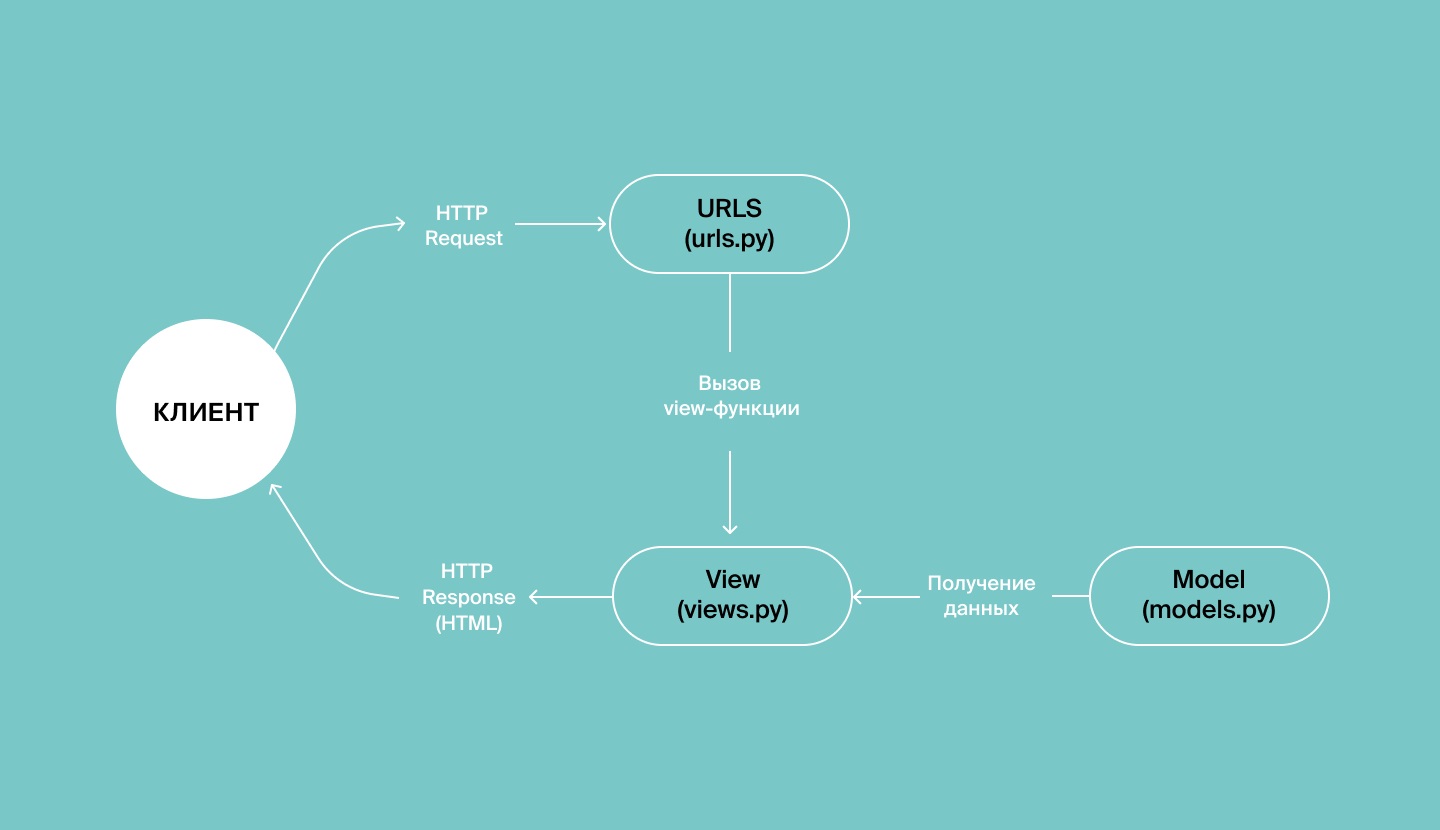 HTTP
Request
URLS
(urls.py)
КЛИЕНТ
Вызов
view-функции
HTTP
Response
(HTML)
View
(views.py)
Получение
данных
Model
(models.py)